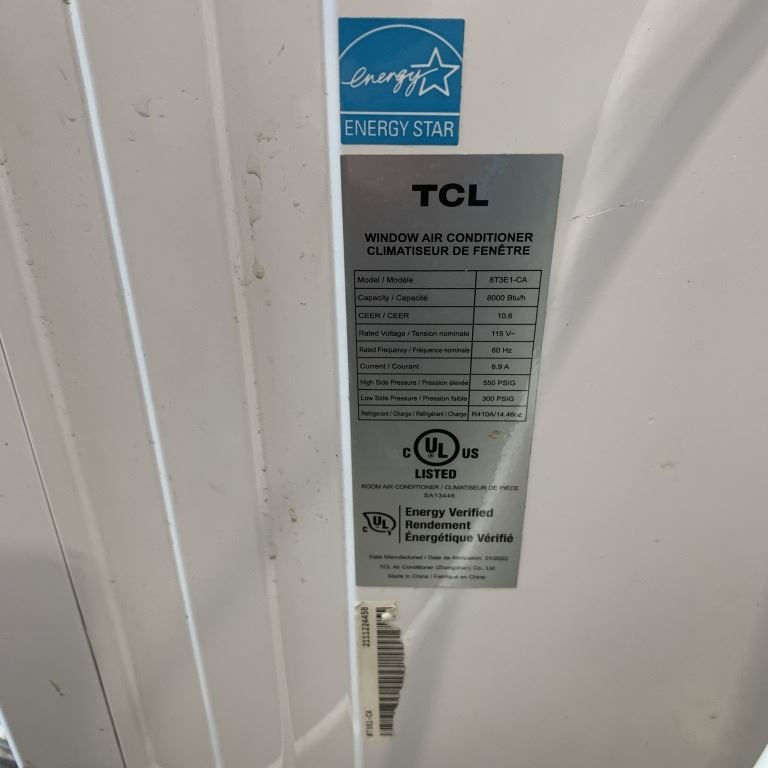 energy
ENERGY STAR
TCL
WINDOW AIR CONDITIONER
CLIMATISEUR DE FENÊTRE
Model / Modèle 8T3E1-CA
Capacity / Capacité 8000 Btu/h
CEER / CEER 10.6
Rated Voltage / Tension nominale 115 V~
Rated Frequency / Fréquence nominale 60 Hz
Current / Courant 6.9 A
High Side Pressure / Pression élevée 550 PSIG
Low Side Pressure / Pression faible 300 PSIG
Refrigerant / Charge / Réfrigérant / Charge R410A/14.46oz
C UL US
LISTED
ROOM AIR CONDITIONER / CLIMATISEUR DE PIÈCE
SA13446
C UL
Energy Verified
Rendement
Énergétique Vérifié
Date Manufactured / Date de fabrication: 01/2022
TCL Air Conditioner (Zhongshan) Co., Ltd
Made in China / Fabriqué en Chine
2111224458
8T3E1-CA